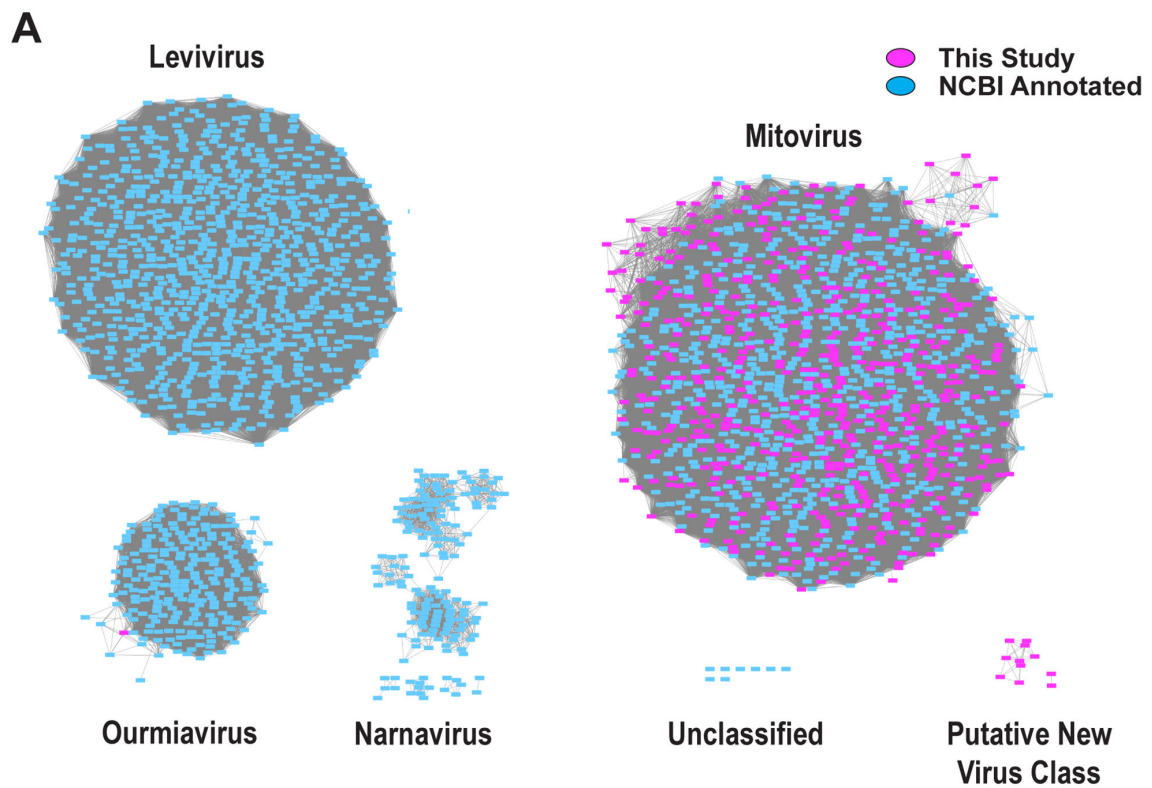 A
Levivirus
This Study
NCBI Annotated
Mitovirus
Ourmiavirus
Narnavirus
Unclassified
Putative New
Virus Class